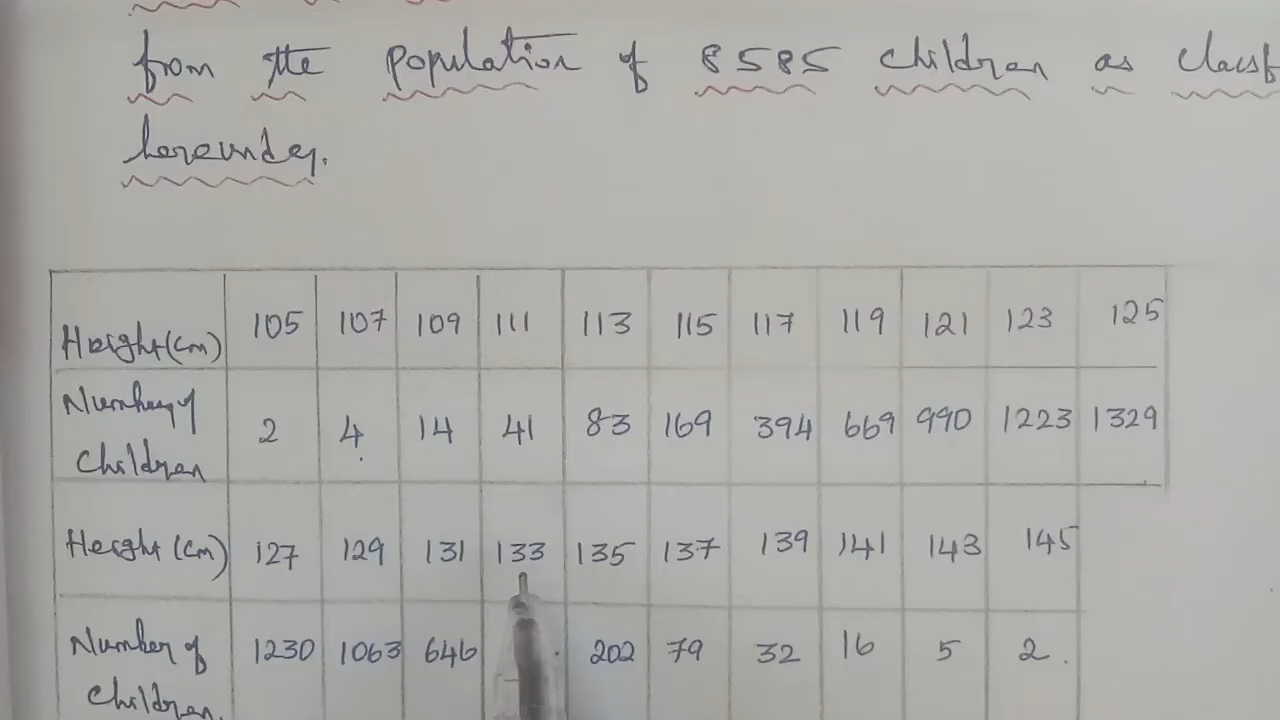 from the population of 8585 children as
hereunder.
Height (cm) 105 107 109 111 113 115 117 119 121 123 125
Number of children 2 4 14 41 83 169 394 669 990 1223 1329
Height (cm) 127 129 131 133 135 137 139 141 143 145
Number of children. 1230 1063 646 202 79 32 16 5 2.